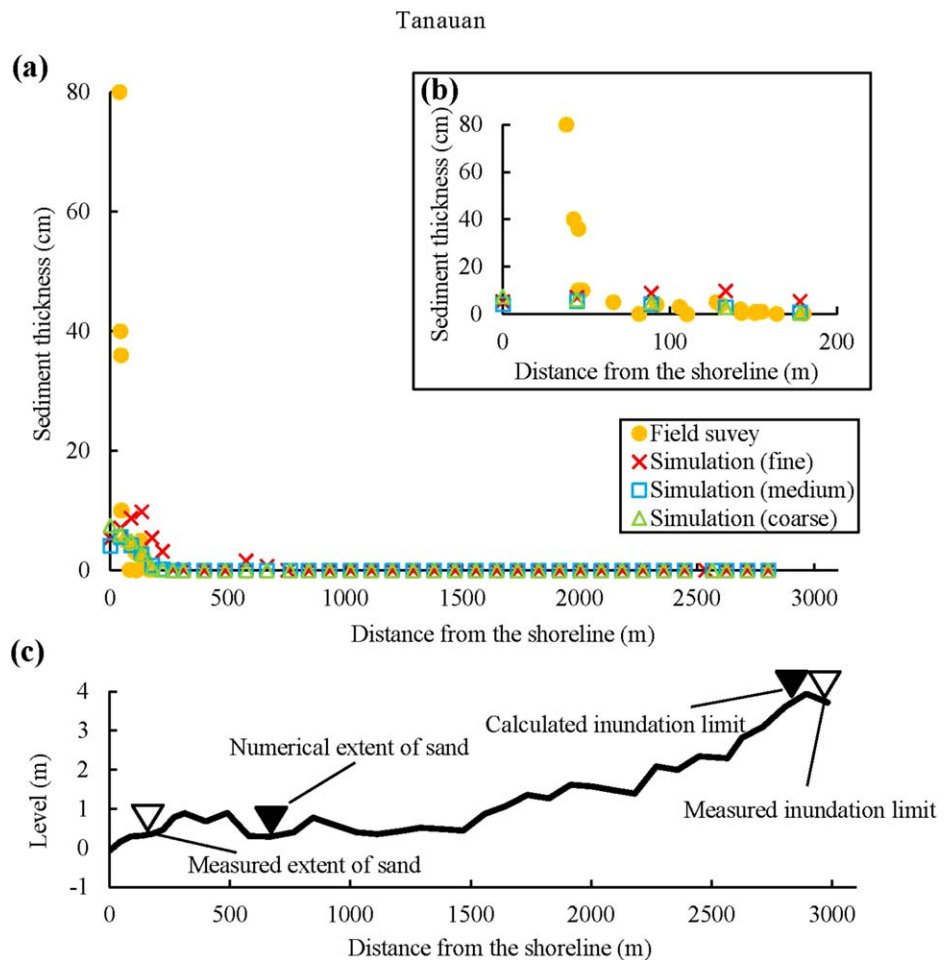 Tanauan
(a)
80
60
40
20
0
Sediment thickness (cm)
0 500 1000 1500 2000 2500 3000
Distance from the shoreline (m)
(b)
80
60
40
20
0
Sediment thickness (cm)
0 100 200
Distance from the shoreline (m)
Field suvey
Simulation (fine)
Simulation (medium)
Simulation (coarse)
(c)
4
3
2
1
0
-1
Level (m)
Calculated inundation limit
Numerical extent of sand
Measured inundation limit
Measured extent of sand
0 500 1000 1500 2000 2500 3000
Distance from the shoreline (m)